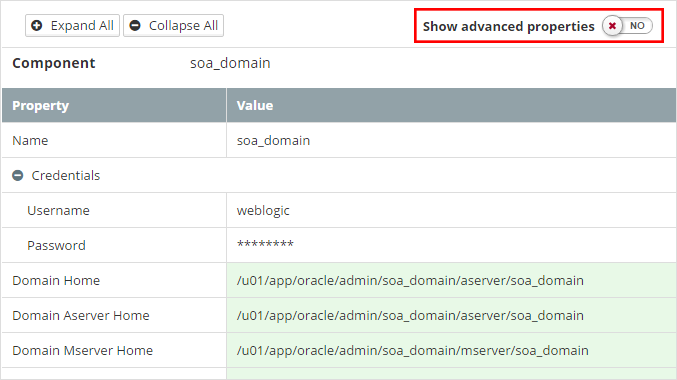 Expand All Collapse All Show advanced properties NO
Component soa_domain
Property Value
Name soa_domain
Credentials
Username weblogic
Password ********
Domain Home /u01/app/oracle/admin/soa_domain/aserver/soa_domain
Domain Aserver Home /u01/app/oracle/admin/soa_domain/aserver/soa_domain
Domain Mserver Home /u01/app/oracle/admin/soa_domain/mserver/soa_domain